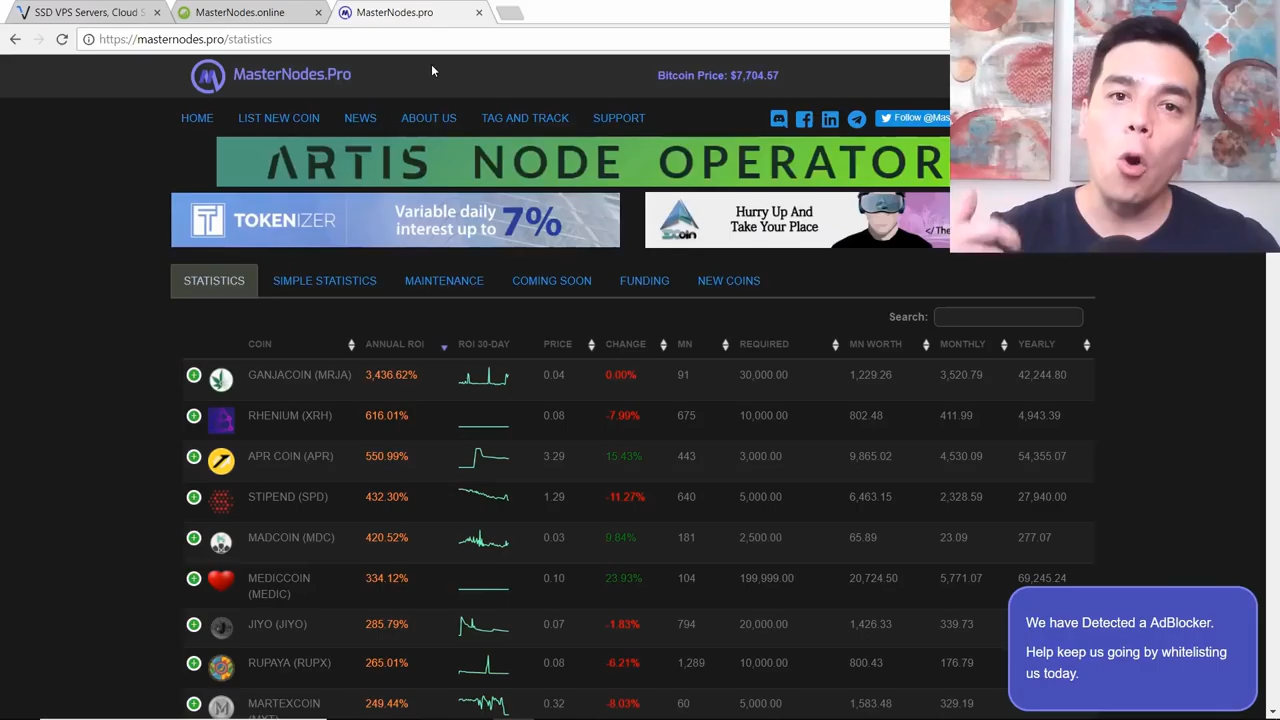 SSD VPS Servers, Cloud S
MasterNodes.online
MasterNodes.pro
https://masternodes.pro/statistics
MasterNodes.Pro
Bitcoin Price: $7,704.57
HOME LIST NEW COIN NEWS ABOUT US TAG AND TRACK SUPPORT
Follow @Mas
ARTIS NODE OPERATOR
TOKENIZER
Variable daily
interest up to 7%
Hurry Up And
Take Your Place
</ The
STATISTICS SIMPLE STATISTICS MAINTENANCE COMING SOON FUNDING NEW COINS
Search:
COIN ANNUAL ROI ROI 30-DAY PRICE CHANGE MN REQUIRED MN WORTH MONTHLY YEARLY
GANJACOIN (MRJA) 3,436.62% 0.04 0.00% 91 30,000.00 1,229.26 3,520.79 42,244.80
RHENIUM (XRH) 616.01% 0.08 -7.99% 675 10,000.00 802.48 411.99 4,943.39
APR COIN (APR) 550.99% 3.29 15.43% 443 3,000.00 9,865.02 4,530.09 54,355.07
STIPEND (SPD) 432.30% 1.29 -11.27% 640 5,000.00 6,463.15 2,328.59 27,940.00
MADCOIN (MDC) 420.52% 0.03 9.84% 181 2,500.00 65.89 23.09 277.07
MEDICCOIN 334.12% 0.10 23.93% 104 199,999.00 20,724.50 5,771.07 69,245.24
(MEDIC)
JIYO (JIYO) 285.79% 0.07 -1.83% 794 20,000.00 1,426.33 339.73
RUPAYA (RUPX) 265.01% 0.08 -6.21% 1,289 10,000.00 800.43 176.79
MARTEXCOIN 249.44% 0.32 -8.03% 60 5,000.00 1,583.48 329.19
We have Detected a AdBlocker.
Help keep us going by whitelisting
us today.